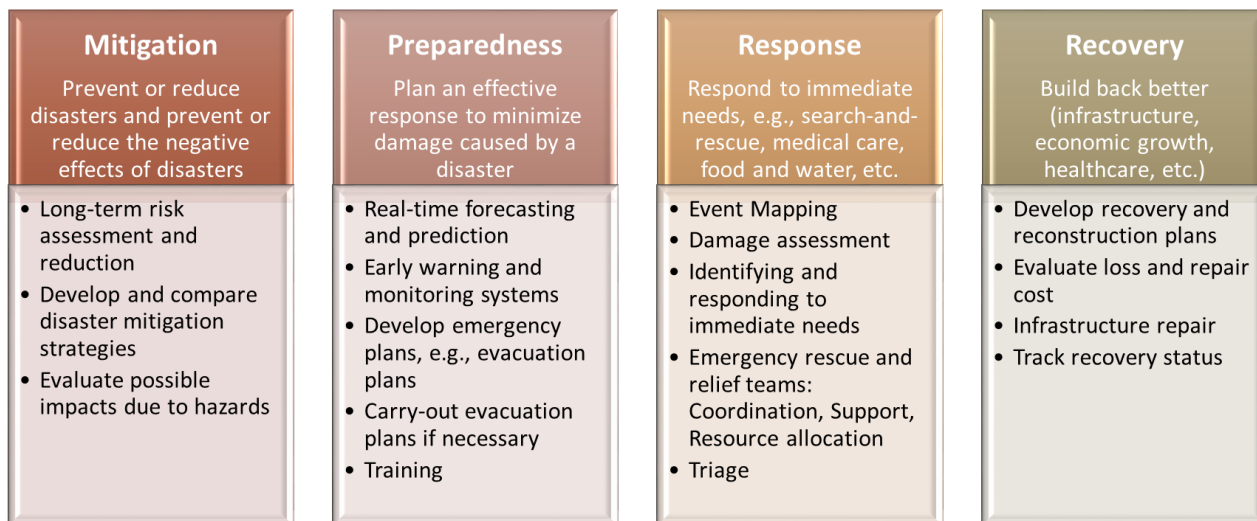 Mitigation
Prevent or reduce
disasters and prevent or
reduce the negative
effects of disasters
• Long-term risk
assessment and
reduction
• Develop and compare
disaster mitigation
strategies
• Evaluate possible
impacts due to hazards
Preparedness
Plan an effective
response to minimize
damage caused by a
disaster
• Real-time forecasting
and prediction
• Early warning and
monitoring systems
• Develop emergency
plans, e.g., evacuation
plans
• Carry-out evacuation
plans if necessary
• Training
Response
Respond to immediate
needs, e.g., search-and-
rescue, medical care,
food and water, etc.
• Event Mapping
• Damage assessment
• Identifying and
responding to
immediate needs
• Emergency rescue and
relief teams:
Coordination, Support,
Resource allocation
• Triage
Recovery
Build back better
(infrastructure,
economic growth,
healthcare, etc.)
• Develop recovery and
reconstruction plans
• Evaluate loss and repair
cost
• Infrastructure repair
• Track recovery status